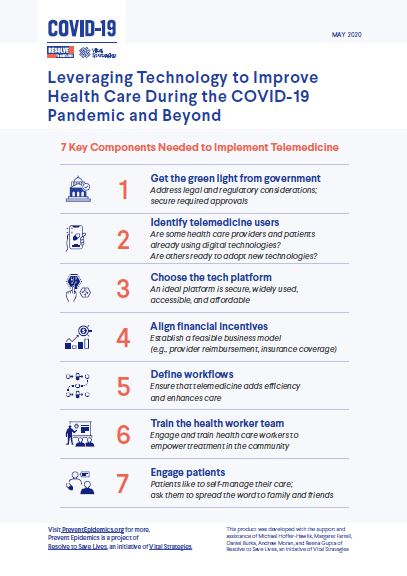 COVID-19
MAY 2020
RESOLVE
TO SAVE LIVES
Vital Strategies
Leveraging Technology to Improve
Health Care During the COVID-19
Pandemic and Beyond
7 Key Components Needed to Implement Telemedicine
1
Get the green light from government
Address legal and regulatory considerations;
secure required approvals
2
Identify telemedicine users
Are some health care providers and patients
already using digital technologies?
Are others ready to adopt new technologies?
3
Choose the tech platform
An ideal platform is secure, widely used,
accessible, and affordable
4
Align financial incentives
Establish a feasible business model
(e.g., provider reimbursement, insurance coverage)
5
Define workflows
Ensure that telemedicine adds efficiency
and enhances care
6
Train the health worker team
Engage and train health care workers to
empower treatment in the community
7
Engage patients
Patients like to self-manage their care;
ask them to spread the word to family and friends
Visit PreventEpidemics.org for more.
Prevent Epidemics is a project of
Resolve to Save Lives, an initiative of Vital Strategies.
This product was developed with the support and
assistance of Michael Hoffer-Hawlik, Margaret Farrell,
Daniel Burka, Andrew Moran, and Reena Gupta of
Resolve to Save Lives, an initiative of Vital Strategies